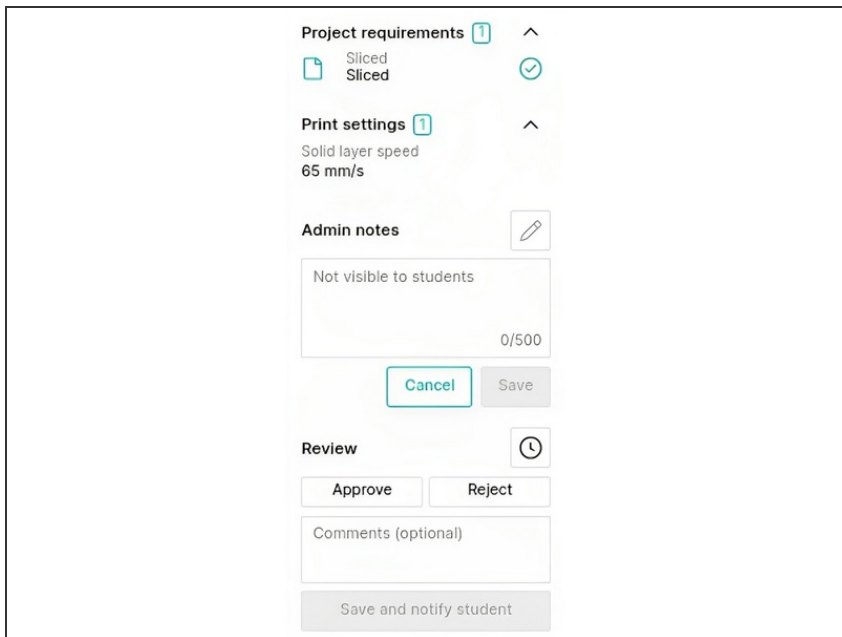 Project requirements 1
Sliced
Sliced
Print settings 1
Solid layer speed
65 mm/s
Admin notes
Not visible to students
0/500
Cancel Save
Review
Approve Reject
Comments (optional)
Save and notify student